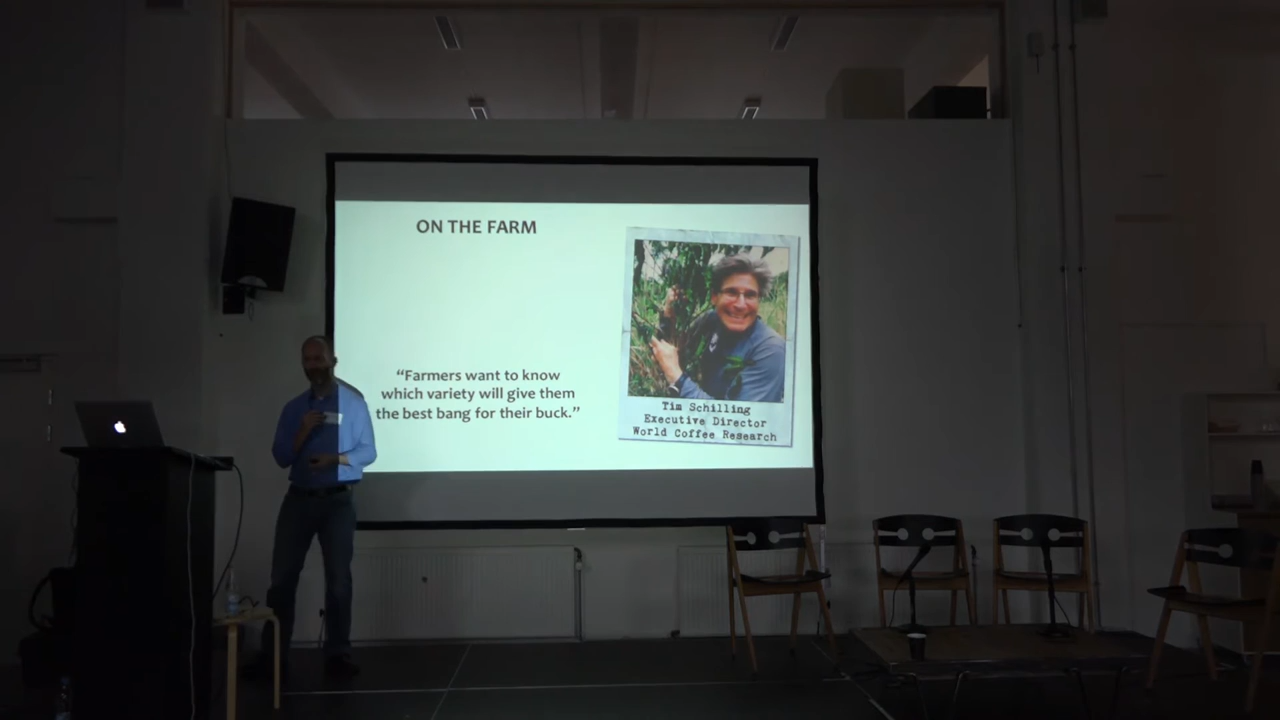 ON THE FARM
“Farmers want to know
which variety will give them
the best bang for their buck.”
Tim Schilling
Executive Director
World Coffee Research